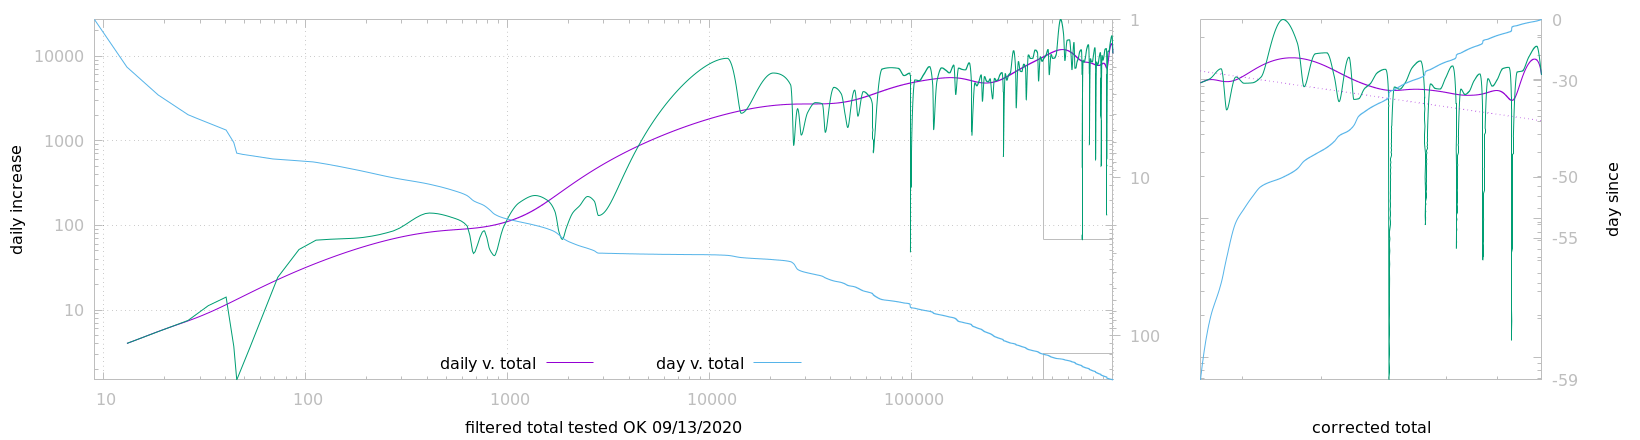 10000
1000
100
10
daily increase
10
100
1000
10000
100000
filtered total tested OK 09/13/2020
daily v. total
day v. total
1
10
100
0
-30
-50
-55
-59
day since
corrected total